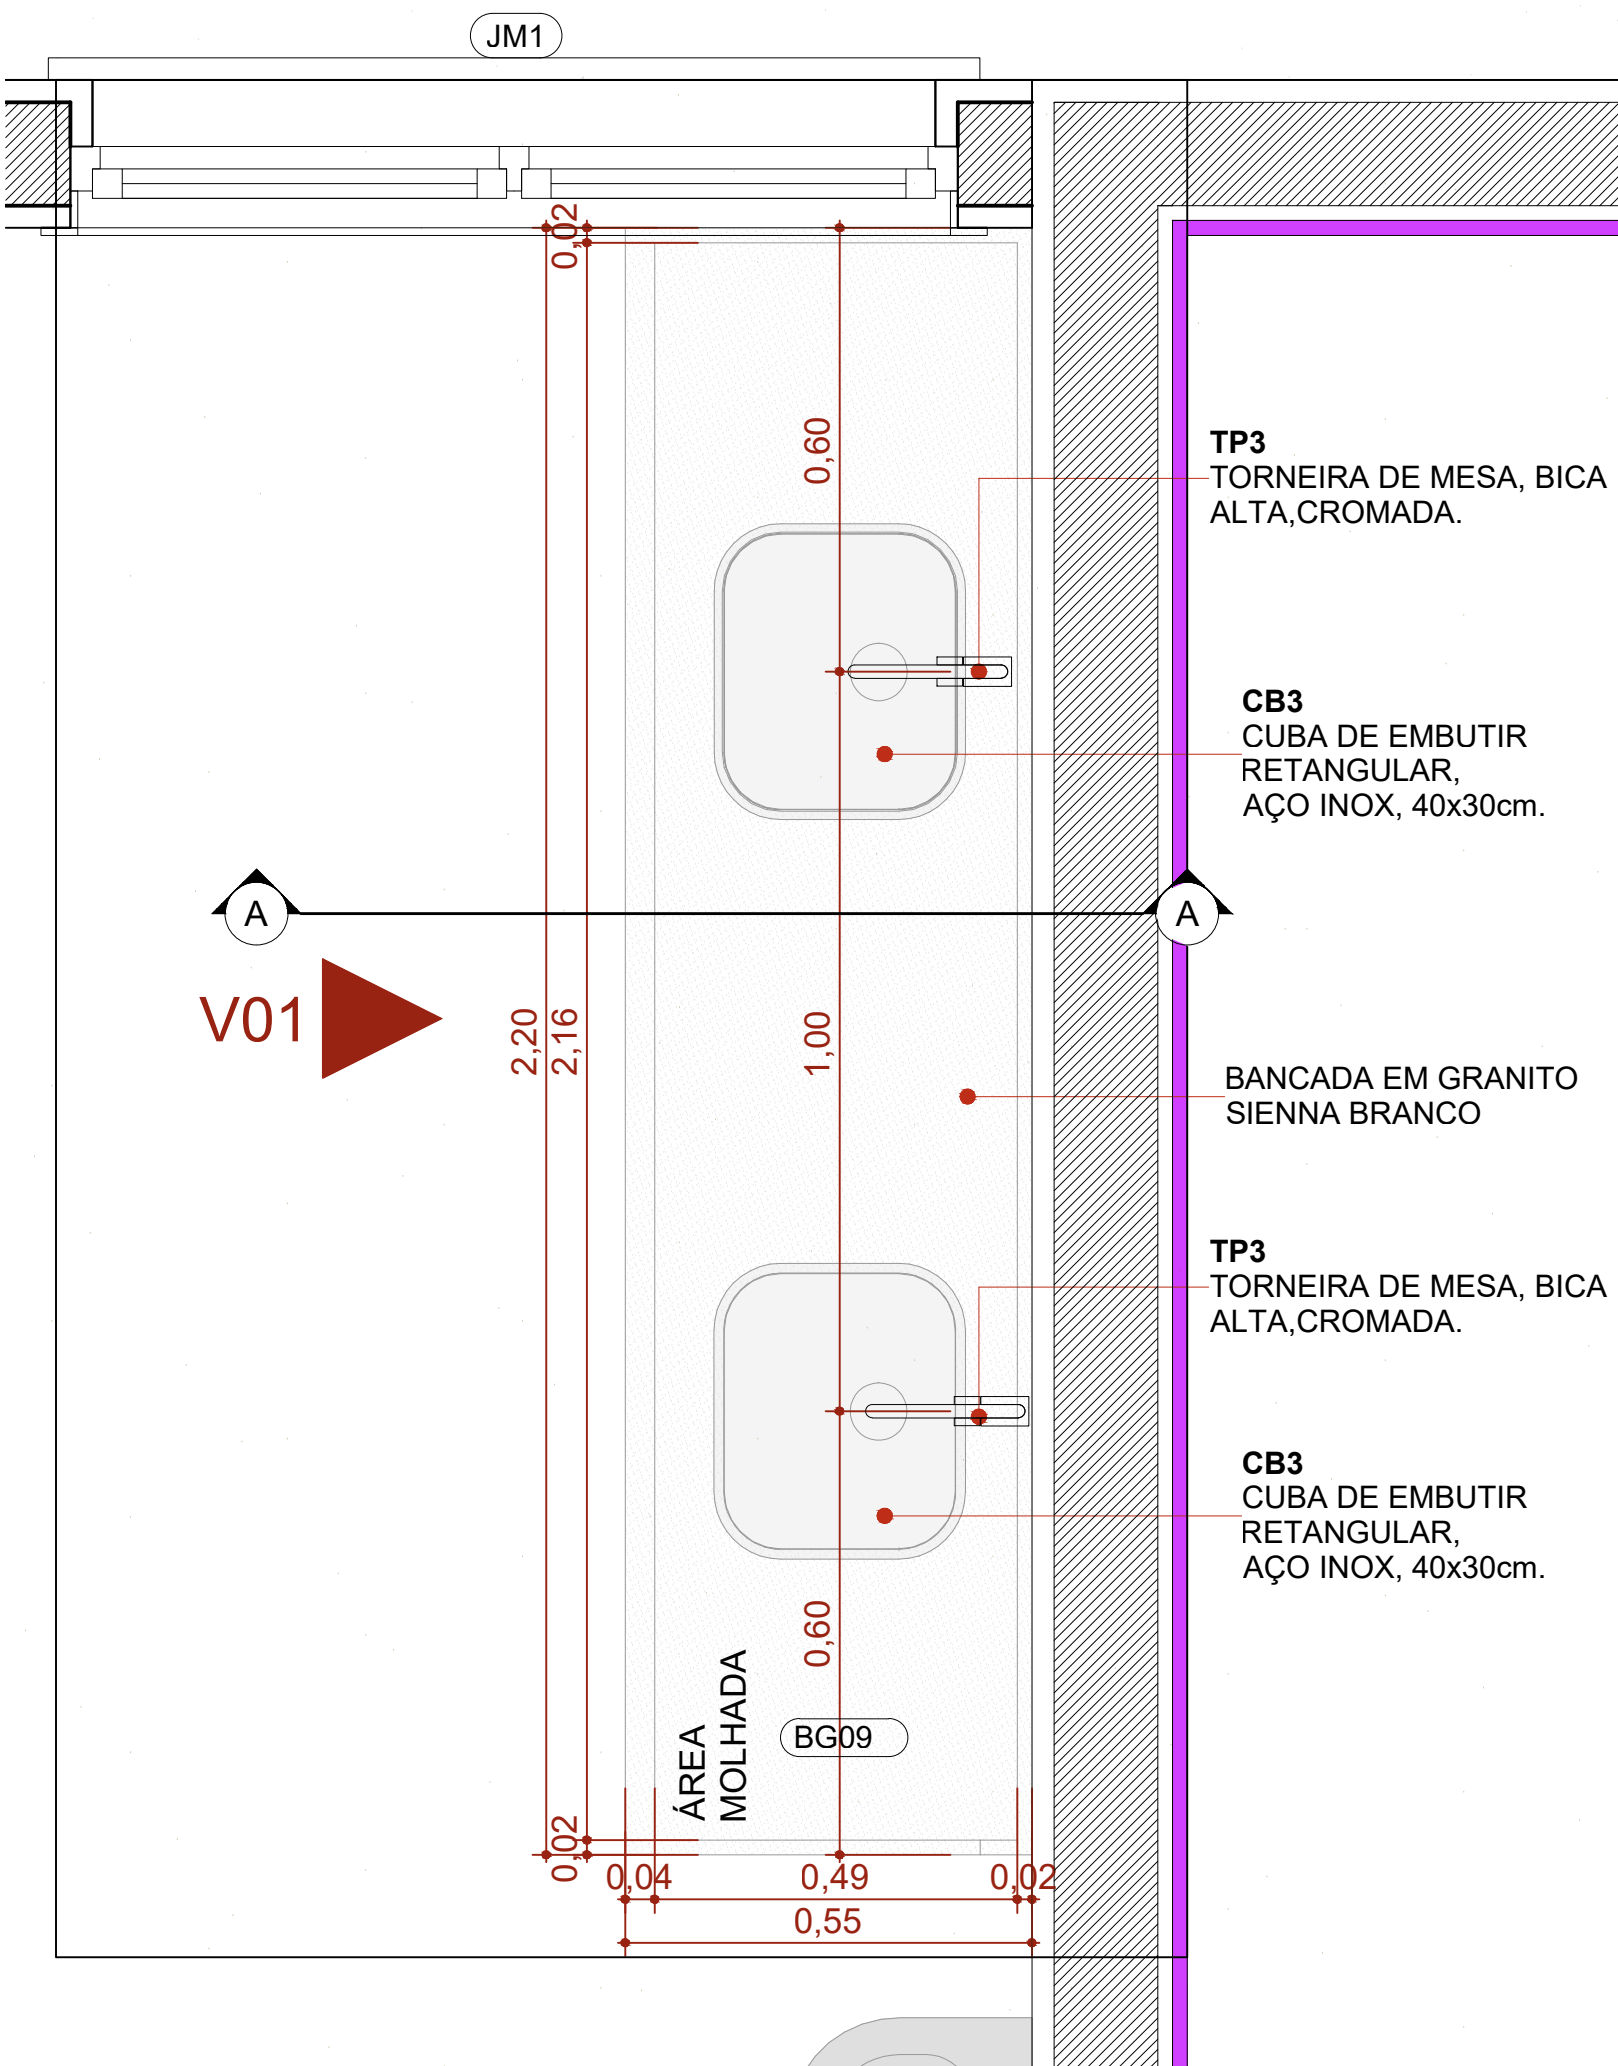 JM1
0,02
0,60
TP3
TORNEIRA DE MESA, BICA
ALTA,CROMADA.
CB3
CUBA DE EMBUTIR
RETANGULAR,
AÇO INOX, 40x30cm.
A
A
V01
2,20
2,16
1,00
BANCADA EM GRANITO
SIENNA BRANCO
TP3
TORNEIRA DE MESA, BICA
ALTA,CROMADA.
CB3
CUBA DE EMBUTIR
RETANGULAR,
AÇO INOX, 40x30cm.
0,60
ÁREA
MOLHADA
BG09
0,02
0,04
0,49
0,02
0,55